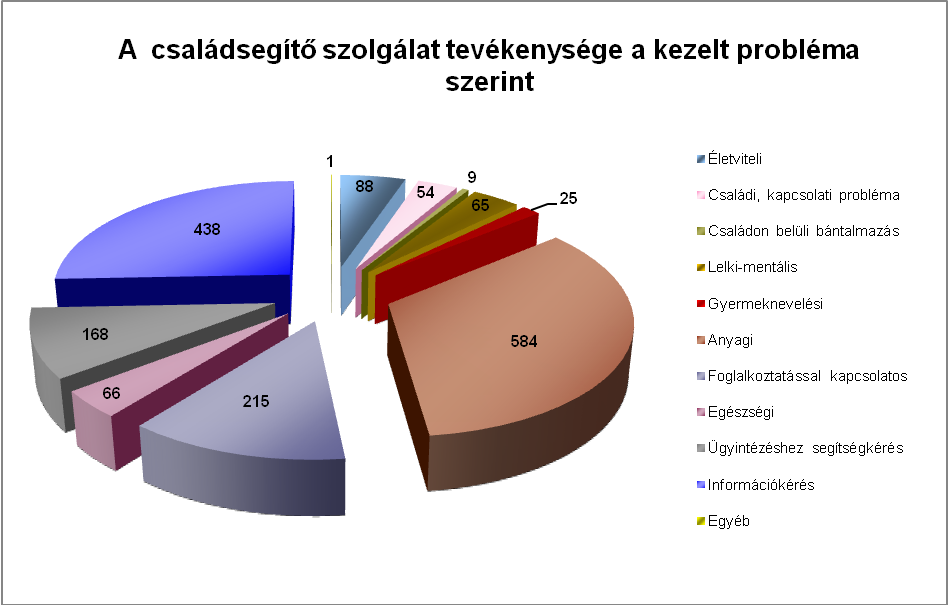 A családsegítő szolgálat tevékenysége a kezelt probléma
szerint
1
88
54
9
65
25
584
215
66
168
438
Életviteli
Családi, kapcsolati probléma
Családon belüli bántalmazás
Lelki-mentális
Gyermeknevelési
Anyagi
Foglalkoztatással kapcsolatos
Egészségi
Ügyintézéshez segítségkérés
Információkérés
Egyéb